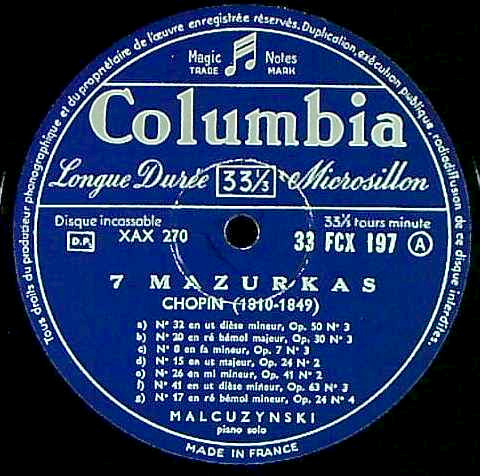 Tous droits du producteur phonographique et du propriétaire de l'œuvre enregistrée réservés. Duplication, exécution publique, radiodiffusion de ce disque interdites.
Magic Notes
TRADE MARK
Columbia
Longue Durée 33⅓ Microsillon
Disque incassable 33⅓ tours minute
D.P. XAX 270 33 FCX 197 A
7 MAZURKAS
CHOPIN (1810-1849)
a) N° 32 en ut dièse mineur, Op. 50 N° 3
b) N° 20 en ré bémol majeur, Op. 30 N° 3
c) N° 8 en fa mineur, Op. 7 N° 3
d) N° 15 en ut majeur, Op. 24 N° 2
e) N° 26 en mi mineur, Op. 41 N° 2
f) N° 41 en ut dièse mineur, Op. 63 N° 3
g) N° 17 en ré bémol mineur, Op. 24 N° 4
MALCUZYNSKI
piano solo
MADE IN FRANCE